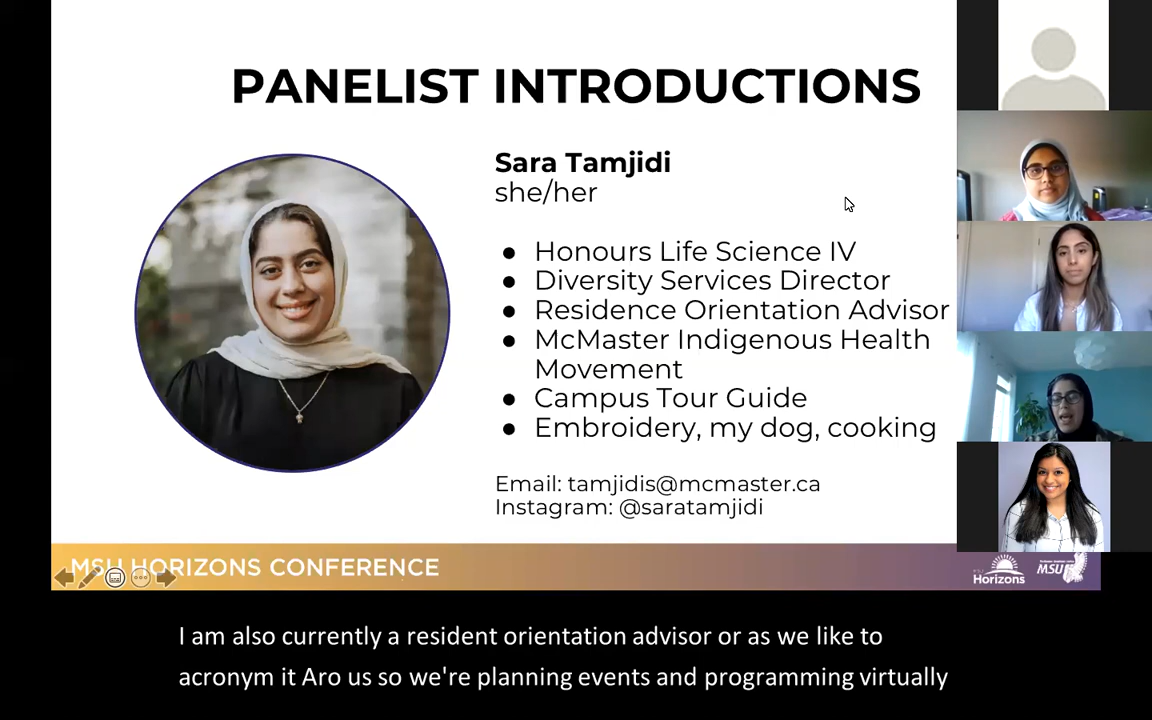 PANELIST INTRODUCTIONS
Sara Tamjidi
she/her
● Honours Life Science IV
● Diversity Services Director
● Residence Orientation Advisor
● McMaster Indigenous Health
Movement
● Campus Tour Guide
● Embroidery, my dog, cooking
Email: tamjidis@mcmaster.ca
Instagram: @saratamjidi
MSU HORIZONS CONFERENCE
Horizons
MSU
I am also currently a resident orientation advisor or as we like to
acronym it Aro us so we're planning events and programming virtually